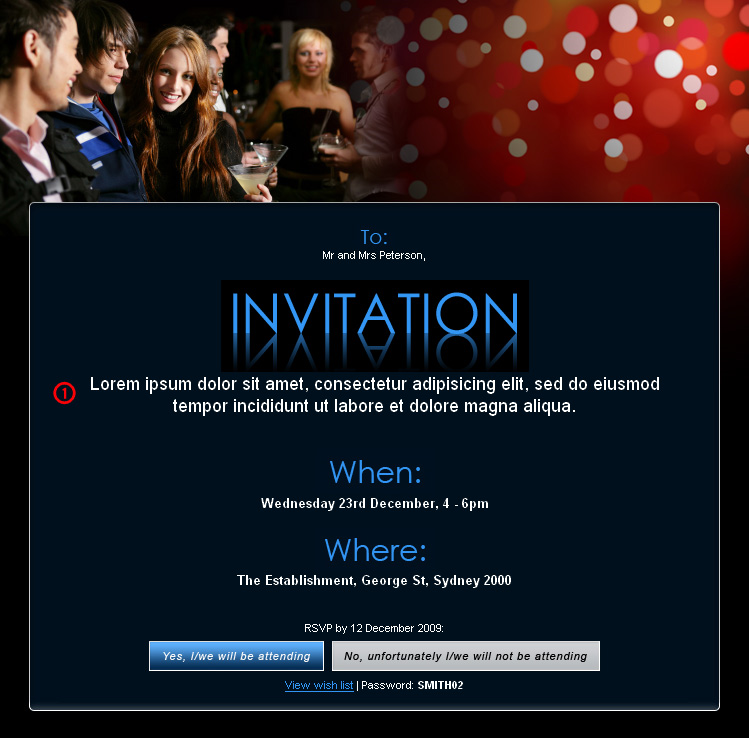 To:
Mr and Mrs Peterson,
INVITATION
1
Lorem ipsum dolor sit amet, consectetur adipisicing elit, sed do eiusmod
tempor incididunt ut labore et dolore magna aliqua.
When:
Wednesday 23rd December, 4 - 6pm
Where:
The Establishment, George St, Sydney 2000
RSVP by 12 December 2009:
Yes, I/we will be attending
No, unfortunately I/we will not be attending
View wish list | Password: SMITH02